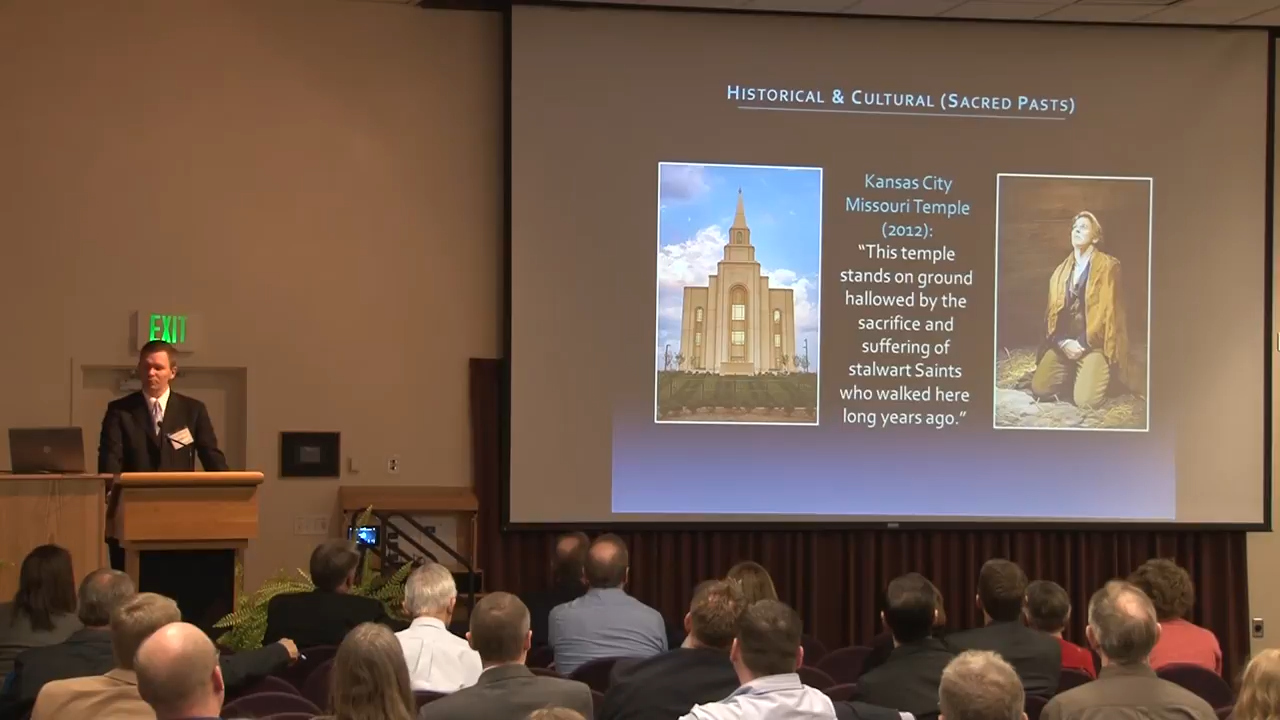 HISTORICAL & CULTURAL (SACRED PASTS)
Kansas City
Missouri Temple
(2012):
“This temple
stands on ground
hallowed by the
sacrifice and
suffering of
stalwart Saints
who walked here
long years ago.”
EXIT